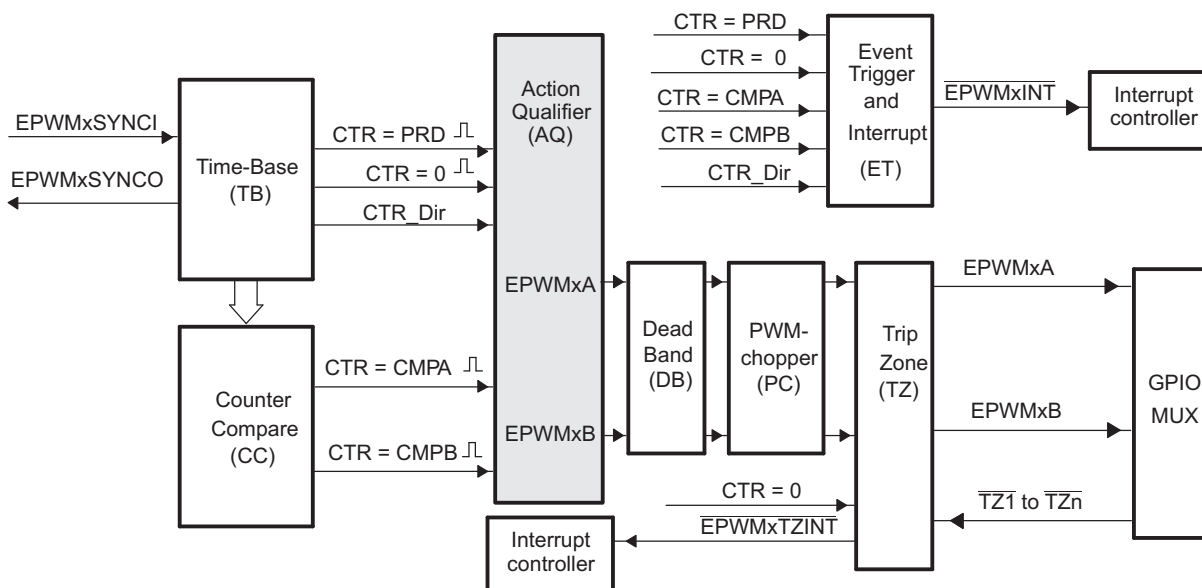 EPWMxSYNCI
EPWMxSYNCO
Time-Base
(TB)
CTR = PRD
CTR = 0
CTR_Dir
Counter
Compare
(CC)
CTR = CMPA
CTR = CMPB
Action
Qualifier
(AQ)
EPWMxA
EPWMxB
CTR = PRD
CTR = 0
CTR = CMPA
CTR = CMPB
CTR_Dir
Event
Trigger
and
Interrupt
(ET)
EPWMxINT
Interrupt
controller
Dead
Band
(DB)
PWM-
chopper
(PC)
Trip
Zone
(TZ)
EPWMxA
EPWMxB
TZ1 to TZn
GPIO
MUX
CTR = 0
EPWMxTZINT
Interrupt
controller